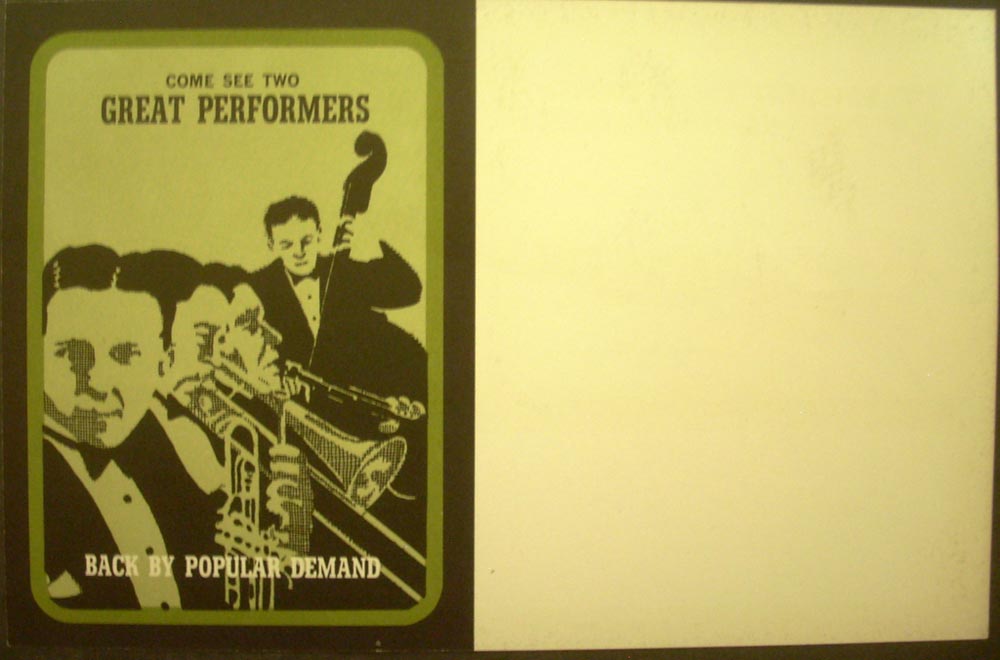 COME SEE TWO
GREAT PERFORMERS
BACK BY POPULAR DEMAND